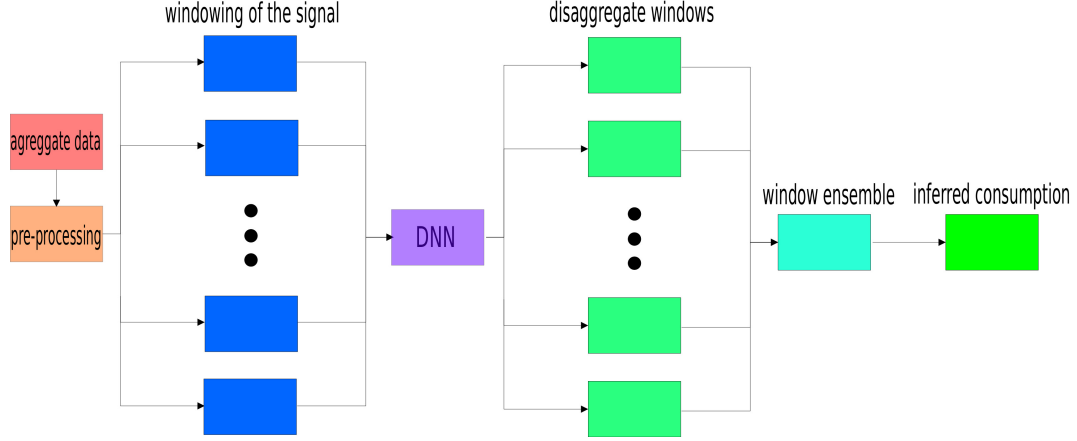 windowing of the signal
disaggregate windows
agreggate data
pre-processing
DNN
window ensemble
inferred consumption